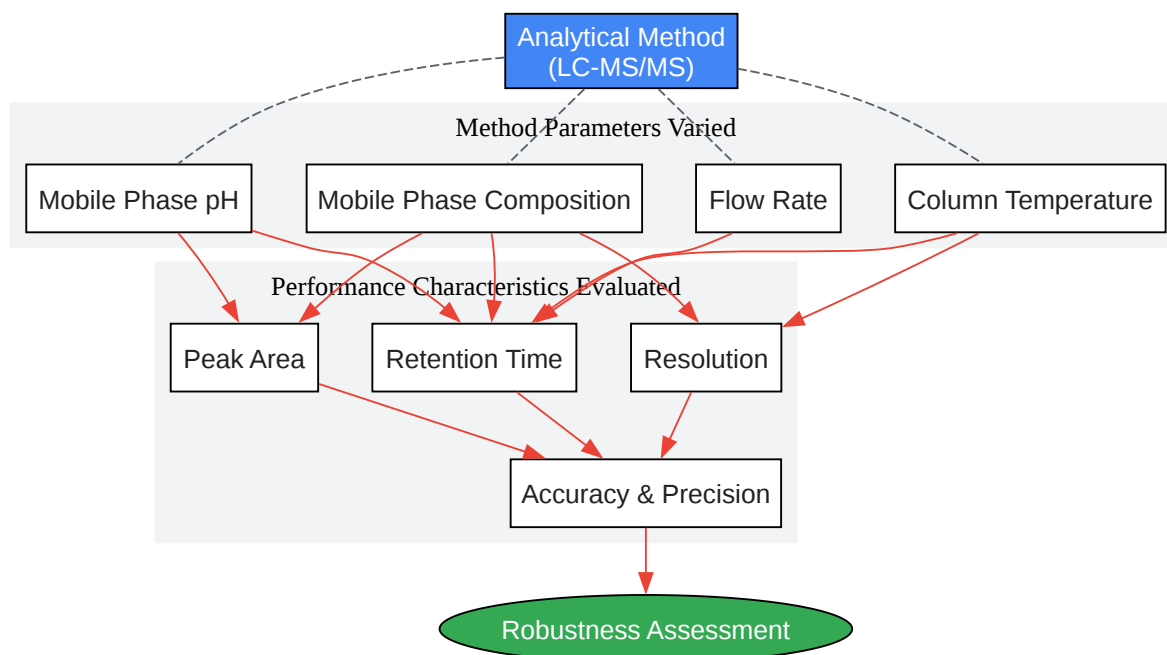 Analytical Method
(LC-MS/MS)
Method Parameters Varied
Mobile Phase pH
Mobile Phase Composition
Flow Rate
Column Temperature
Performance Characteristics Evaluated
Peak Area
Retention Time
Resolution
Accuracy & Precision
Robustness Assessment